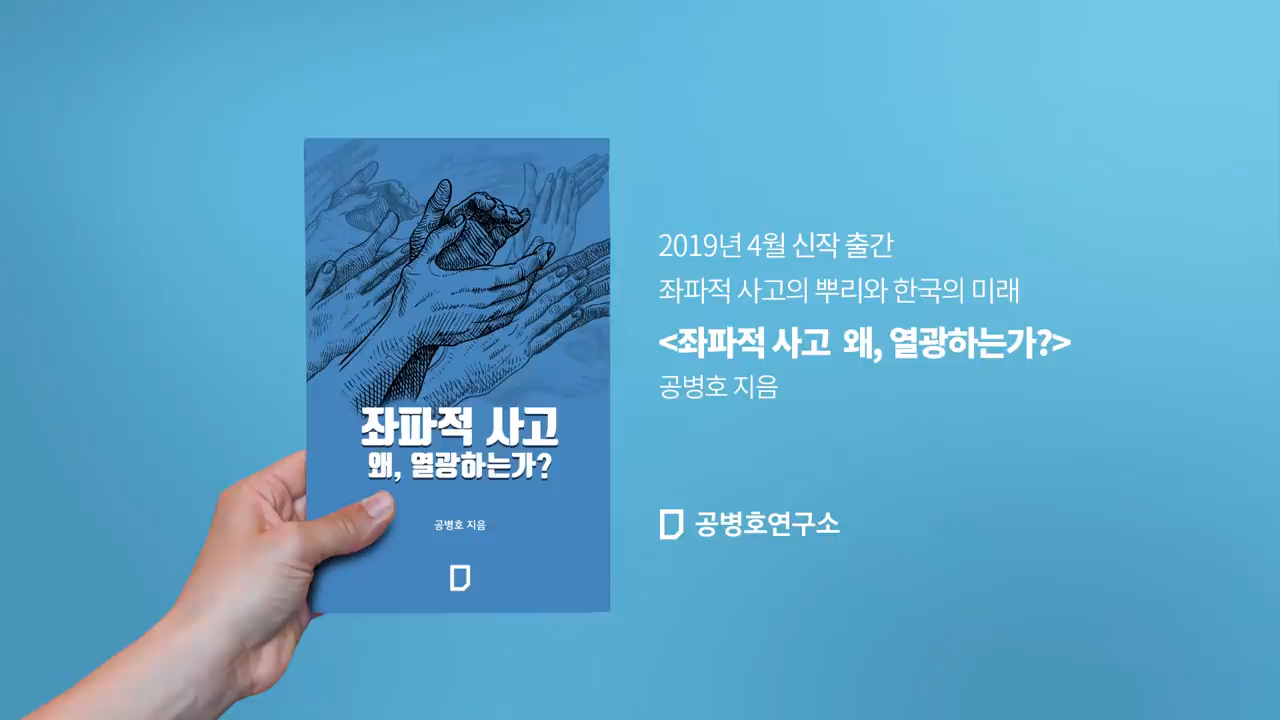 좌파적 사고
왜, 열광하는가?
공병호 지음
2019년 4월 신작 출간
좌파적 사고의 뿌리와 한국의 미래
<좌파적 사고 왜, 열광하는가?>
공병호 지음
공병호연구소